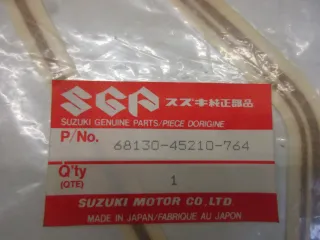 SGP スズキ純正部品
SUZUKI GENUINE PARTS/PIECE DORIGINE
P/No. 68130-45210-764
Q'ty
(QTE) 1
SUZUKI MOTOR CO.,LTD.
MADE IN JAPAN/FABRIQUE AU JAPON